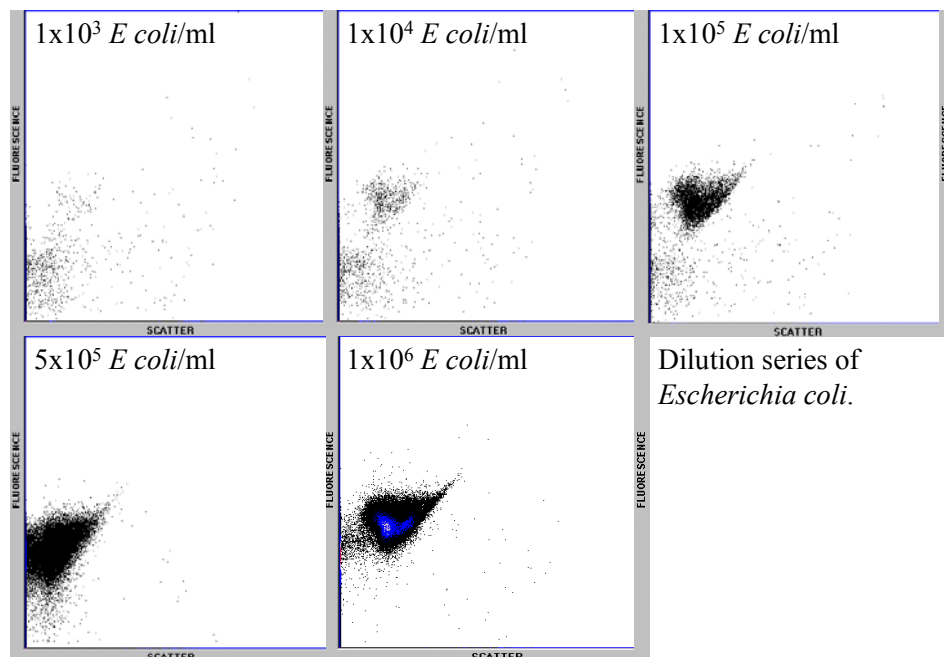 1x10³ E coli/ml
1x10⁴ E coli/ml
1x10⁵ E coli/ml
FLUORESCENCE
FLUORESCENCE
FLUORESCENCE
FLUORESCENCE
SCATTER
SCATTER
SCATTER
5x10⁵ E coli/ml
1x10⁶ E coli/ml
Dilution series of
Escherichia coli.
FLUORESCENCE
FLUORESCENCE
FLUORESCENCE
SCATTER
SCATTER